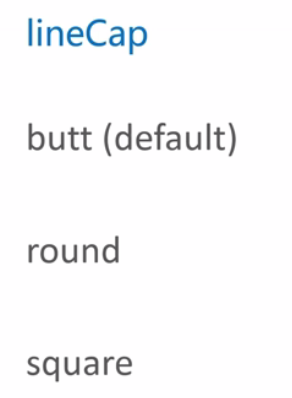 lineCap
butt (default)
round
square